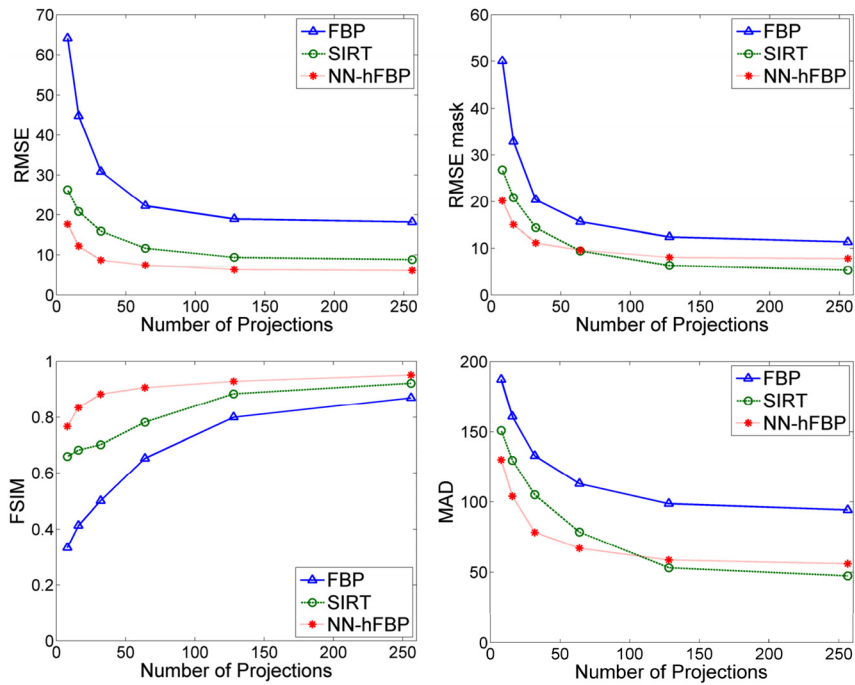 70
60
50
40
30
20
10
0
RMSE
0 50 100 150 200 250
Number of Projections
FBP
SIRT
NN-hFBP
60
50
40
30
20
10
0
RMSE mask
0 50 100 150 200 250
Number of Projections
FBP
SIRT
NN-hFBP
1
0.8
0.6
0.4
0.2
0
FSIM
0 50 100 150 200 250
Number of Projections
FBP
SIRT
NN-hFBP
200
150
100
50
0
MAD
0 50 100 150 200 250
Number of Projections
FBP
SIRT
NN-hFBP